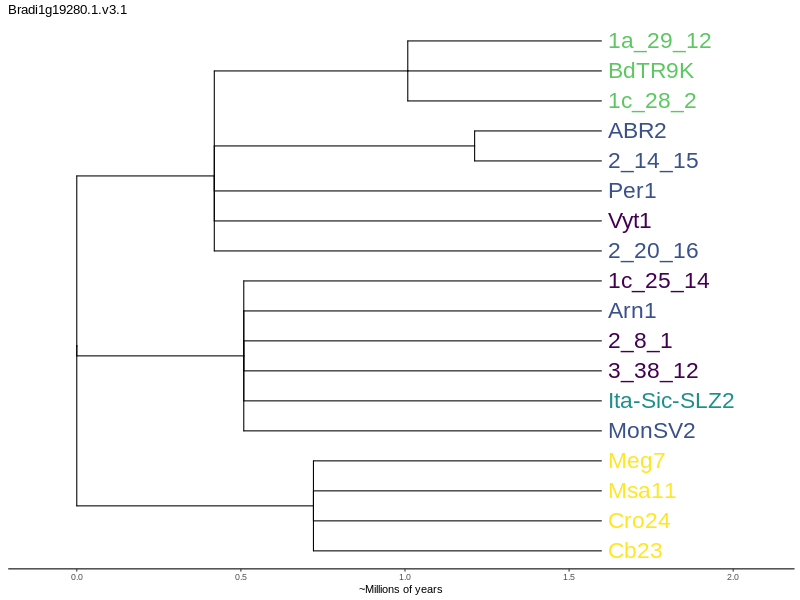 Bradi1g19280.1.v3.1
1a_29_12
BdTR9K
1c_28_2
ABR2
2_14_15
Per1
Vyt1
2_20_16
1c_25_14
Arn1
2_8_1
3_38_12
Ita-Sic-SLZ2
MonSV2
Meg7
Msa11
Cro24
Cb23
0.0 0.5 1.0 1.5 2.0
~Millions of years